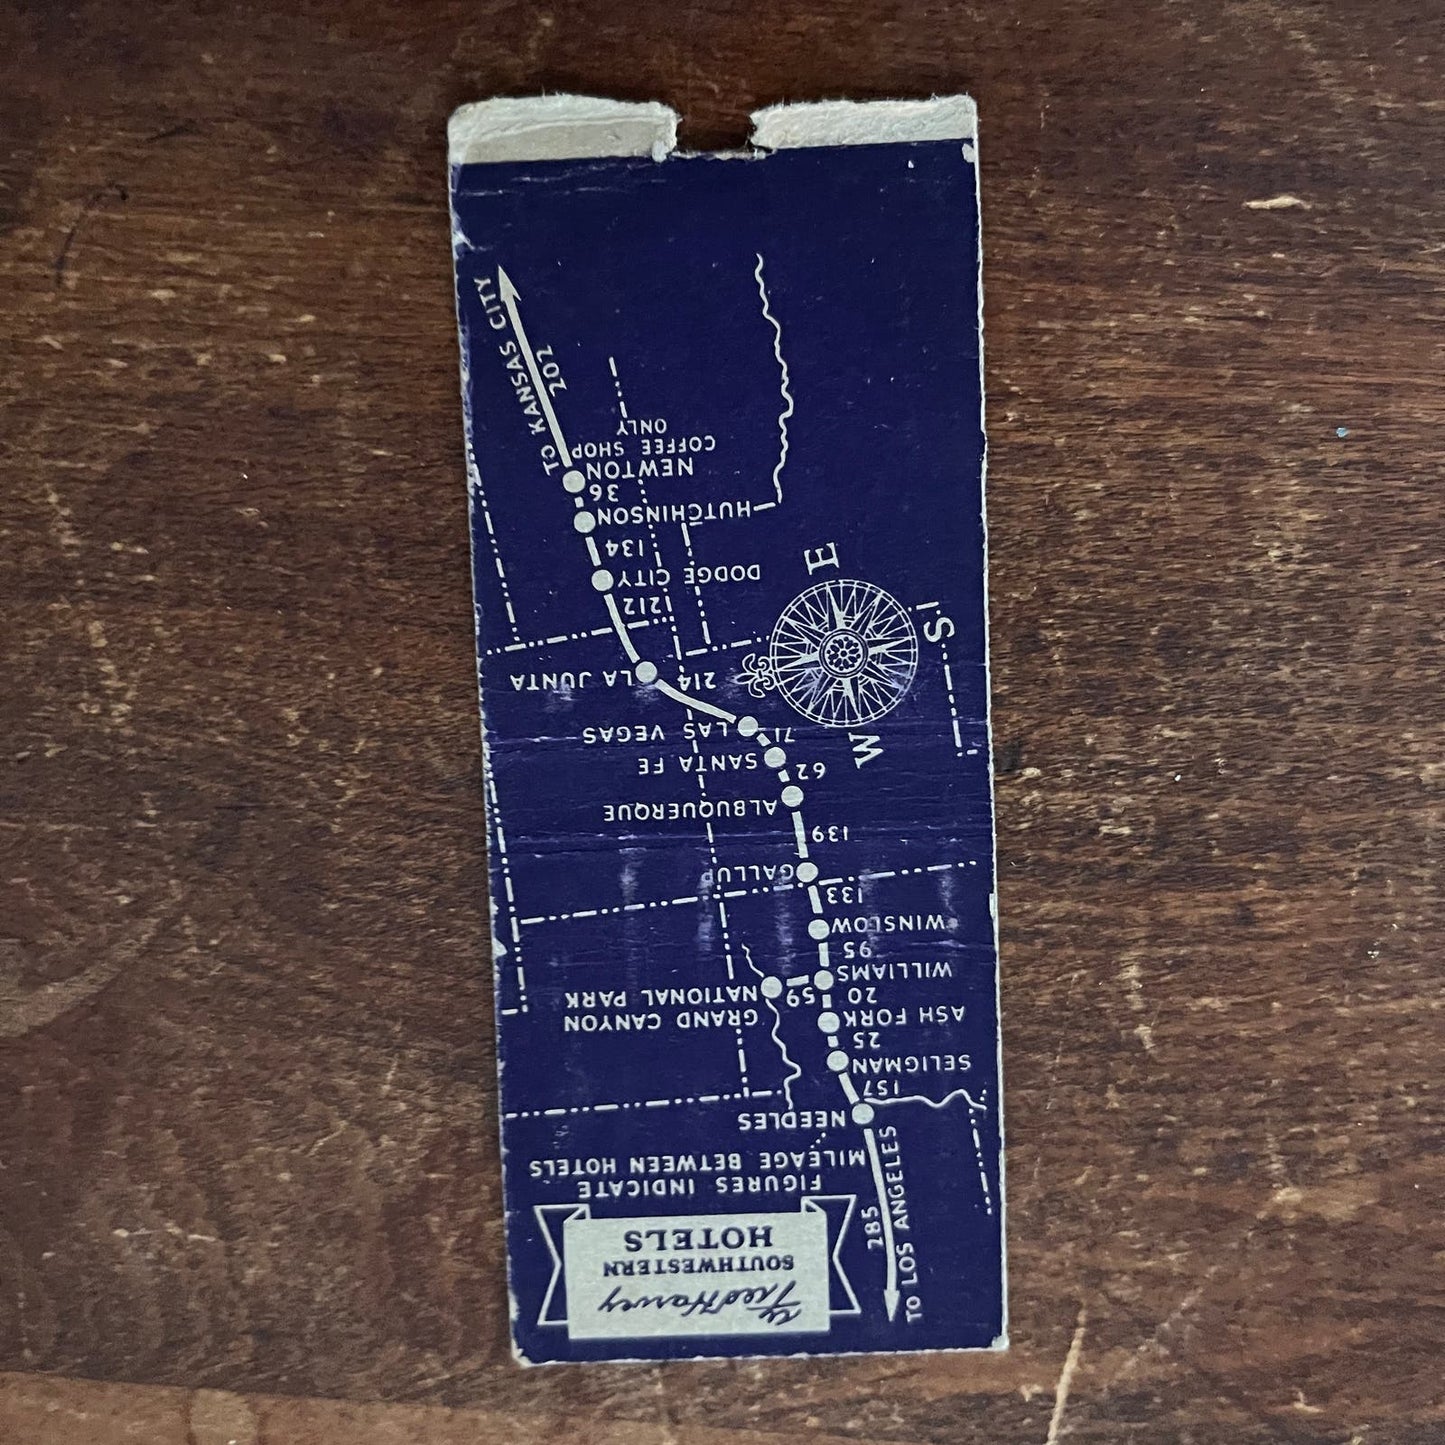 Fred Harvey
SOUTHWESTERN
HOTELS
FIGURES INDICATE
MILEAGE BETWEEN HOTELS
TO LOS ANGELES
285
NEEDLES
157
SELIGMAN
25
ASH FORK
20
WILLIAMS
59
GRAND CANYON
NATIONAL PARK
95
WINSLOW
133
GALLUP
139
ALBUQUERQUE
62
SANTA FE
71
LAS VEGAS
214
LA JUNTA
212
DODGE CITY
134
HUTCHINSON
36
NEWTON
COFFEE SHOP
ONLY
202
TO KANSAS CITY
W
S
E